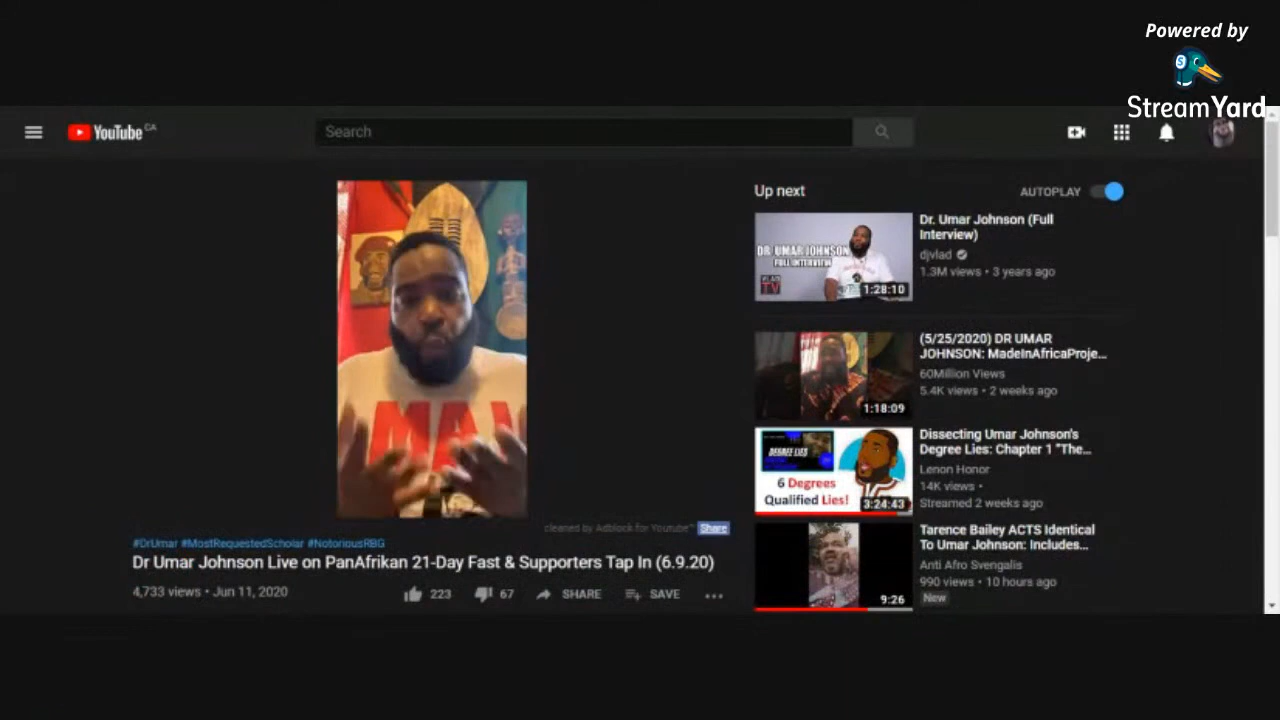 Powered by
StreamYard
YouTube CA
Search
Up next
AUTOPLAY
DR UMAR JOHNSON
FULL INTERVIEW
VLAD
TV
1:28:10
Dr. Umar Johnson (Full
Interview)
djvlad
1.3M views • 3 years ago
MA
1:18:09
(5/25/2020) DR UMAR
JOHNSON: MadeInAfricaProje...
60Million Views
5.4K views • 2 weeks ago
DEGREE LIES
6 Degrees
Qualified Lies!
3:24:43
Dissecting Umar Johnson's
Degree Lies: Chapter 1 "The...
Lenon Honor
14K views •
Streamed 2 weeks ago
cleaned by Adblock for Youtube™ Share
#DrUmar #MostRequestedScholar #NotoriousRBG
Dr Umar Johnson Live on PanAfrikan 21-Day Fast & Supporters Tap In (6.9.20)
4,733 views • Jun 11, 2020
223
67
SHARE
SAVE
9:26
Tarence Bailey ACTS Identical
To Umar Johnson: Includes...
Anti Afro Svengalis
990 views • 10 hours ago
New